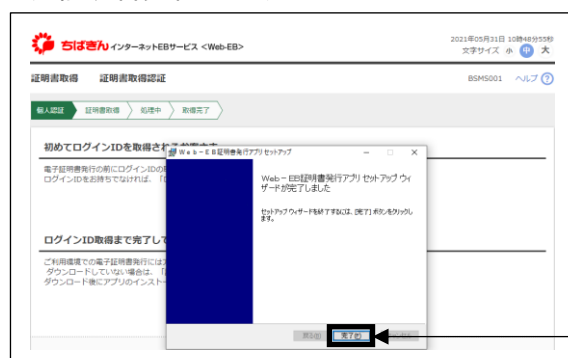 2021年05月31日 10時48分55秒
ちばぎん インターネットEBサービス <Web-EB>
文字サイズ 小 中 大
証明書取得 証明書取得認証
BSMS001 ヘルプ ?
個人認証 証明書取得 処理中 取得完了
初めてログインIDを取得され
Web－EB証明書発行アプリ セットアップ
電子証明書発行の前にログインIDの
ログインIDをお持ちでなければ、「
Web－EB証明書発行アプリ セットアップ ウィ
ザードが完了しました
セットアップ ウィザードを終了するには、[完了] ボタンをクリックし
ます。
ログインID取得まで完了して
ご利用環境での電子証明書発行には
ダウンロードしていない場合は、「
ダウンロード後にアプリのインスト
戻る(B) 完了(F)